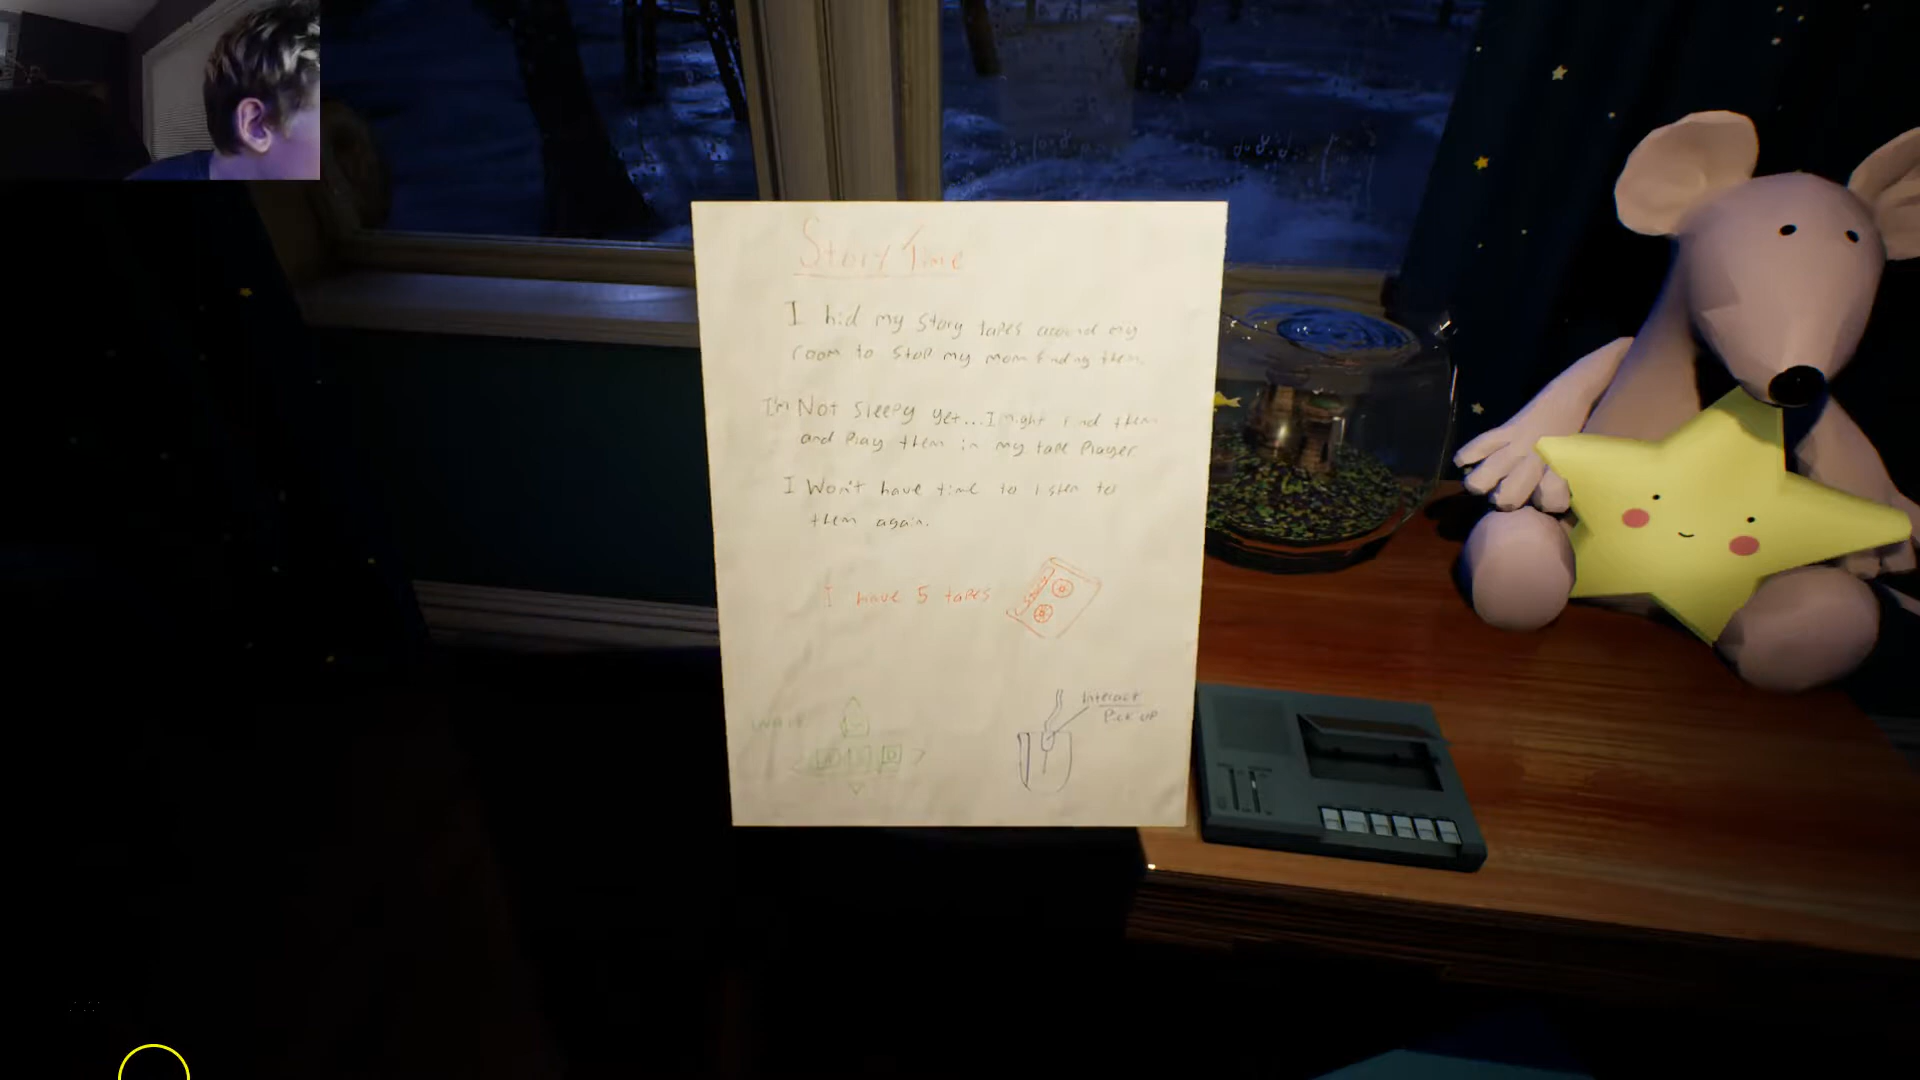 Story Time
I hid my story tapes around my
room to stop my mom finding them.
I'm Not sleepy yet...I might find them
and play them in my tape player
I Won't have time to listen to
them again.
I have 5 tapes
Interact
Pick up